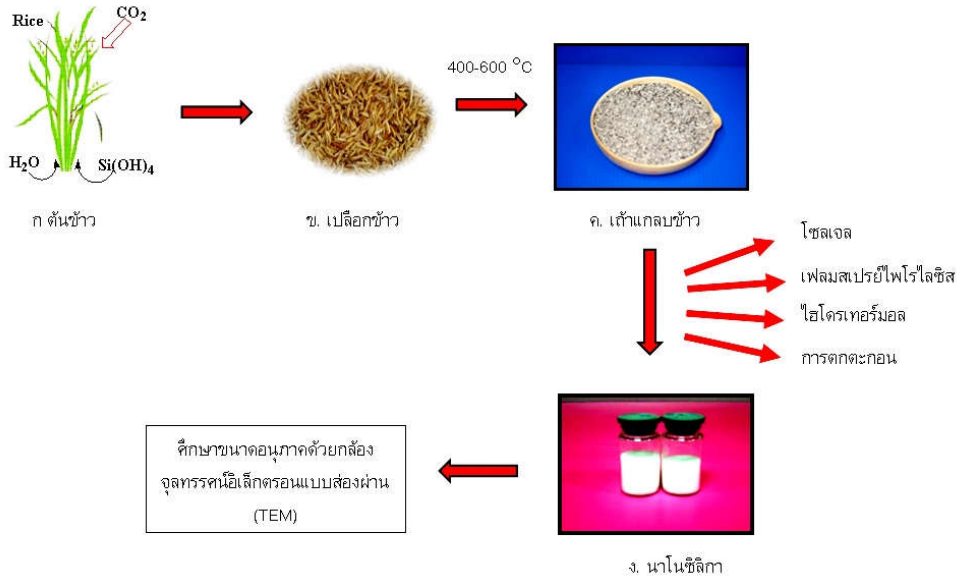 Rice
CO2
H2O
Si(OH)4
ก ต้นข้าว
ข. เปลือกข้าว
400-600 °C
ค. เถ้าแกลบข้าว
โซลเจล
เฟลมสเปรย์ไพโรไลซิส
ไฮโดรเทอร์มอล
การตกตะกอน
ศึกษาขนาดอนุภาคด้วยกล้อง
จุลทรรศน์อิเล็กตรอนแบบส่องผ่าน
(TEM)
ง. นาโนซิลิกา